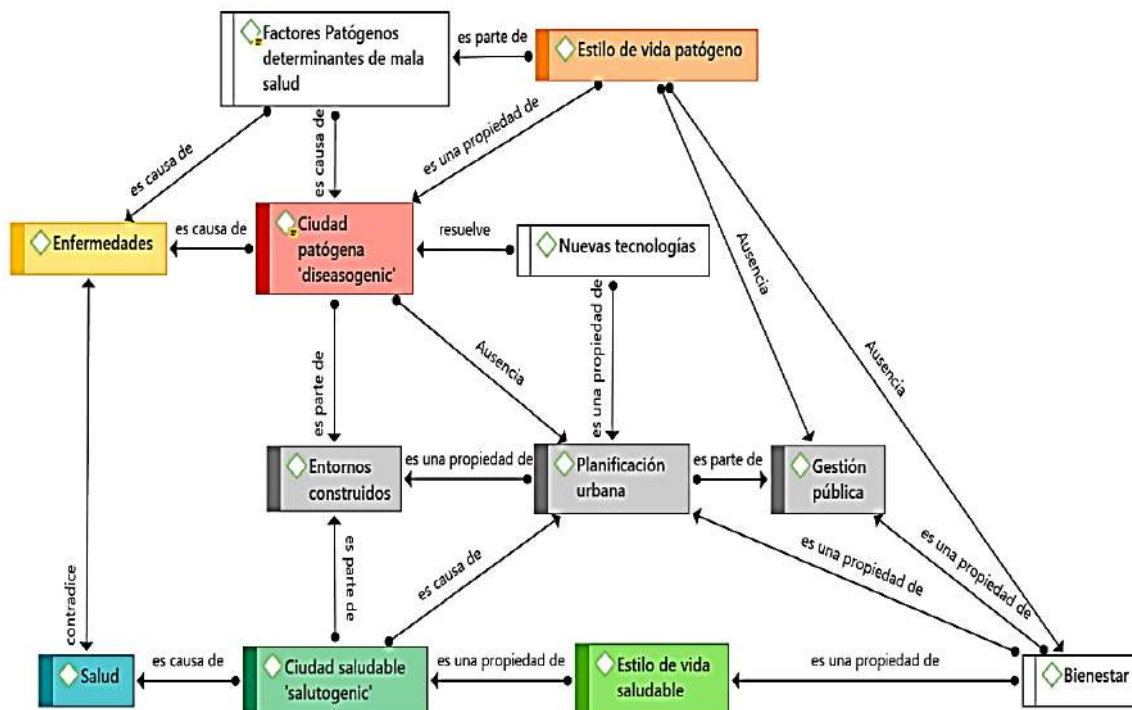 Factores Patógenos
determinantes de mala
salud
es parte de
Estilo de vida patógeno
es causa de
es causa de
es una propiedad de
Enfermedades
es causa de
Ciudad
patógena
'diseasogenic'
resuelve
Nuevas tecnologías
Ausencia
Ausencia
es parte de
Ausencia
es una propiedad de
Entornos
construidos
es una propiedad de
Planificación
urbana
es parte de
Gestión
pública
contradice
es parte de
es causa de
es una propiedad de
es una propiedad de
Salud
es causa de
Ciudad saludable
'salutogenic'
es una propiedad de
Estilo de vida
saludable
es una propiedad de
Bienestar